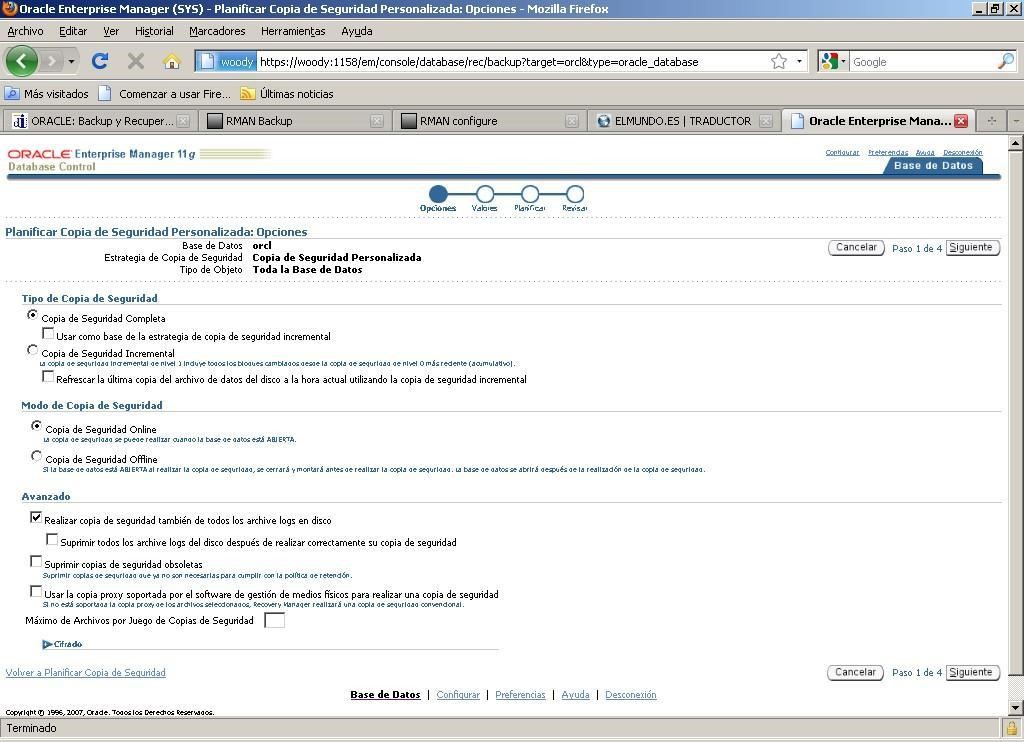 Oracle Enterprise Manager (SYS) - Planificar Copia de Seguridad Personalizada: Opciones - Mozilla Firefox
Archivo Editar Ver Historial Marcadores Herramientas Ayuda
woody https://woody:1158/em/console/database/rec/backup?target=orcl&type=oracle_database Google
Más visitados Comenzar a usar Fire... Últimas noticias
ORACLE: Backup y Recuper... RMAN Backup RMAN configure ELMUNDO.ES | TRADUCTOR Oracle Enterprise Mana...
ORACLE Enterprise Manager 11g
Database Control
Configurar Preferencias Ayuda Desconexión
Base de Datos
Opciones Valores Planificar Revisar
Planificar Copia de Seguridad Personalizada: Opciones
Base de Datos orcl
Estrategia de Copia de Seguridad Copia de Seguridad Personalizada
Tipo de Objeto Toda la Base de Datos
Cancelar Paso 1 de 4 Siguiente
Tipo de Copia de Seguridad
Copia de Seguridad Completa
Usar como base de la estrategia de copia de seguridad incremental
Copia de Seguridad Incremental
La copia de seguridad incremental de nivel 1 incluye todos los bloques cambiados desde la copia de seguridad de nivel 0 más reciente (acumulativo).
Refrescar la última copia del archivo de datos del disco a la hora actual utilizando la copia de seguridad incremental
Modo de Copia de Seguridad
Copia de Seguridad Online
La copia de seguridad se puede realizar cuando la base de datos está ABIERTA.
Copia de Seguridad Offline
Si la base de datos está ABIERTA al realizar la copia de seguridad, se cerrará y montará antes de realizar la copia de seguridad. La base de datos se abrirá después de la realización de la copia de seguridad.
Avanzado
Realizar copia de seguridad también de todos los archive logs en disco
Suprimir todos los archive logs del disco después de realizar correctamente su copia de seguridad
Suprimir copias de seguridad obsoletas
Suprimir copias de seguridad que ya no son necesarias para cumplir con la política de retención.
Usar la copia proxy soportada por el software de gestión de medios físicos para realizar una copia de seguridad
Si no está soportada la copia proxy de los archivos seleccionados, Recovery Manager realizará una copia de seguridad convencional.
Máximo de Archivos por Juego de Copias de Seguridad
Cifrado
Volver a Planificar Copia de Seguridad
Cancelar Paso 1 de 4 Siguiente
Base de Datos | Configurar | Preferencias | Ayuda | Desconexión
Copyright © 1996, 2007, Oracle. Todos los Derechos Reservados.
Terminado